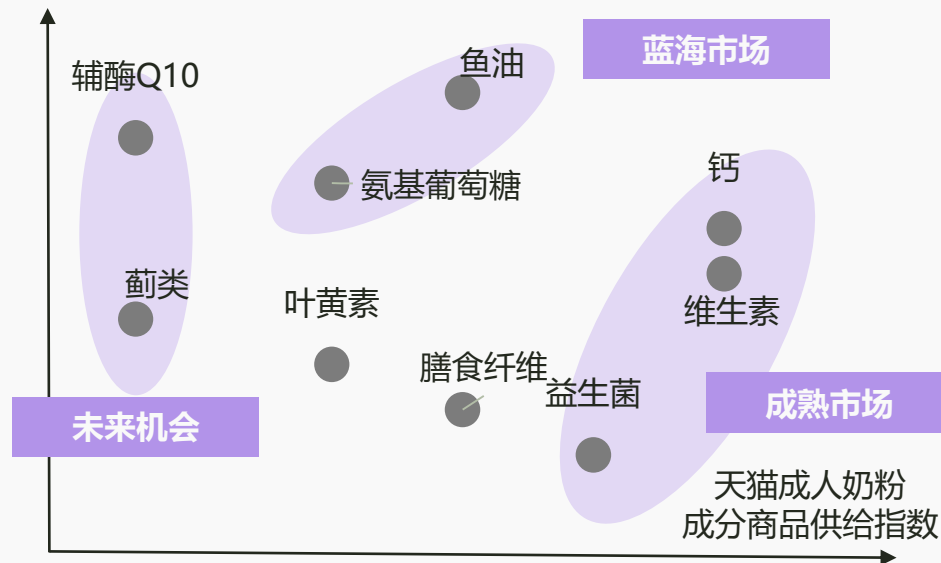 蓝海市场
辅酶Q10
鱼油
氨基葡萄糖
钙
蓟类
叶黄素
维生素
膳食纤维
益生菌
未来机会
成熟市场
天猫成人奶粉
成分商品供给指数